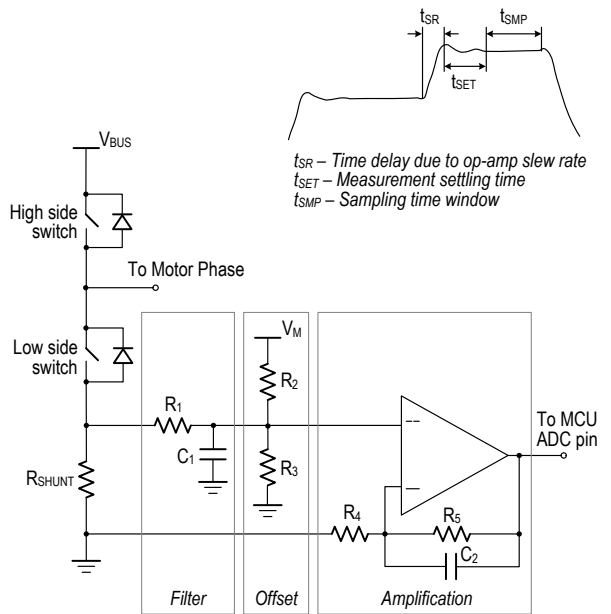 tSR
tSMP
tSET
tSR – Time delay due to op-amp slew rate
tSET – Measurement settling time
tSMP – Sampling time window
VBUS
High side
switch
To Motor Phase
Low side
switch
VM
R2
R1
C1
R3
RSHUNT
To MCU
ADC pin
R4
R5
C2
Filter
Offset
Amplification